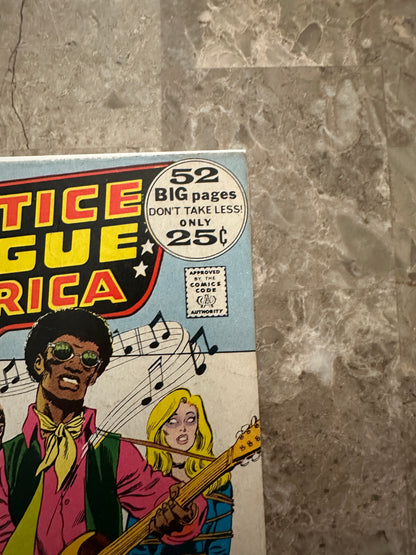 TICE
GUE
RICA
52
BIG pages
DON'T TAKE LESS!
ONLY
25¢
APPROVED
BY THE
COMICS
CODE
AUTHORITY